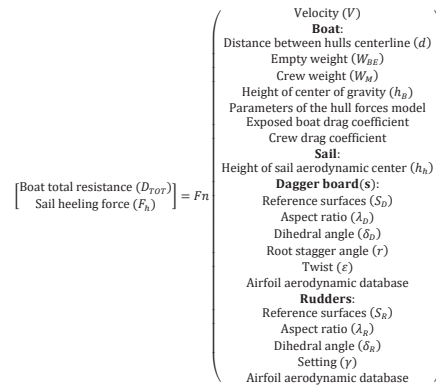 [Boat total resistance (D_TOT)
Sail heeling force (F_h)] = Fn
Velocity (V)
Boat:
Distance between hulls centerline (d)
Empty weight (W_BE)
Crew weight (W_M)
Height of center of gravity (h_B)
Parameters of the hull forces model
Exposed boat drag coefficient
Crew drag coefficient
Sail:
Height of sail aerodynamic center (h_h)
Dagger board(s):
Reference surfaces (S_D)
Aspect ratio (λ_D)
Dihedral angle (δ_D)
Root stagger angle (r)
Twist (ε)
Airfoil aerodynamic database
Rudders:
Reference surfaces (S_R)
Aspect ratio (λ_R)
Dihedral angle (δ_R)
Setting (γ)
Airfoil aerodynamic database